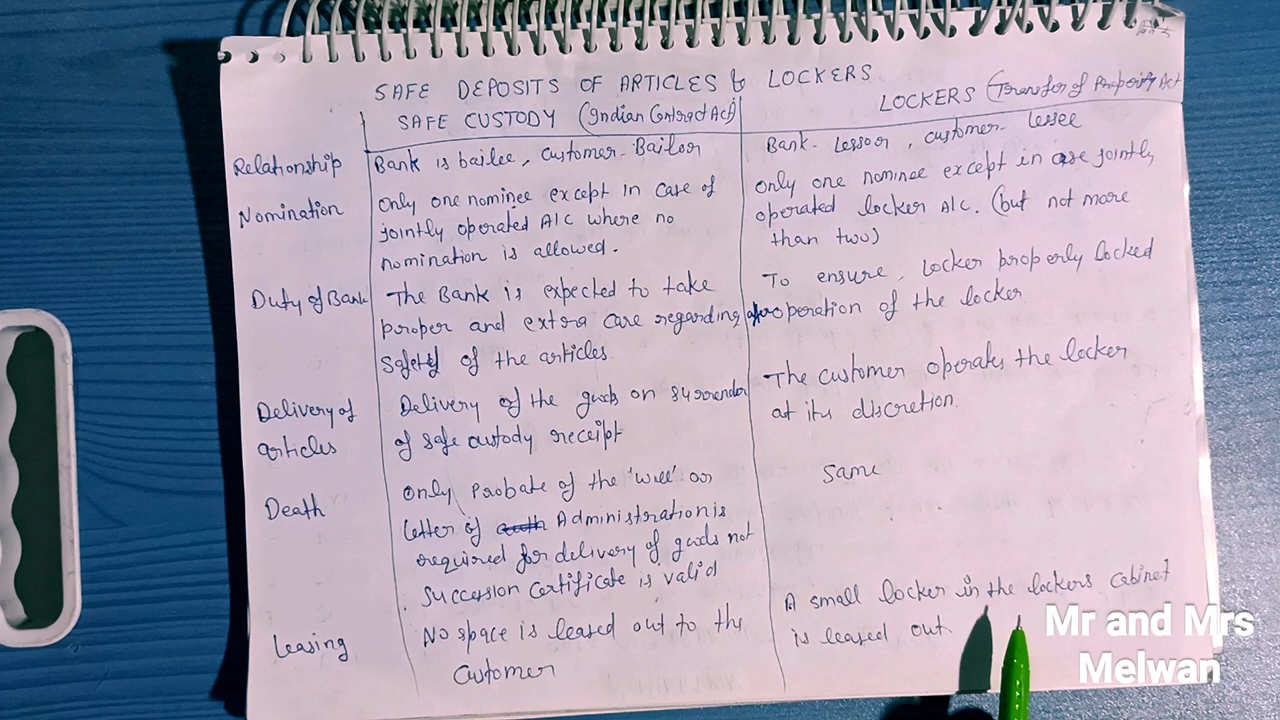 SAFE DEPOSITS OF ARTICLES & LOCKERS
SAFE CUSTODY (Indian Contract Act)
LOCKERS (Transfer of Property Act
Relationship
Bank is bailee, Customer-Bailor
Bank- Lessor, customer- lessee
Nomination
Only one nominee except in case of
jointly operated A/C where no
nomination is allowed.
only one nominee except in case jointly
operated locker A/C. (but not more
than two)
Duty of Bank
The Bank is expected to take
proper and extra care regarding
safety of the articles.
To ensure, locker properly locked
operation of the locker
Delivery of
articles
Delivery of the goods on surrender
of safe custody receipt
The customer operates the locker
at its discretion.
Death
Only Probate of the 'will' or
letter of Administration is
required for delivery of goods not
succession certificate is valid
Same
Leasing
No space is leased out to the
Customer
A small locker in the lockers cabinet
is leased out
Mr and Mrs
Melwan